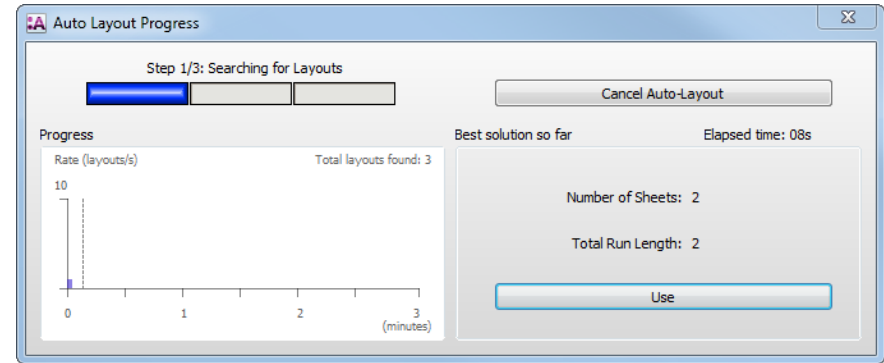 :A Auto Layout Progress
Step 1/3: Searching for Layouts
Cancel Auto-Layout
Progress
Best solution so far
Elapsed time: 08s
Rate (layouts/s)
Total layouts found: 3
10
0
1
2
3
(minutes)
Number of Sheets: 2
Total Run Length: 2
Use